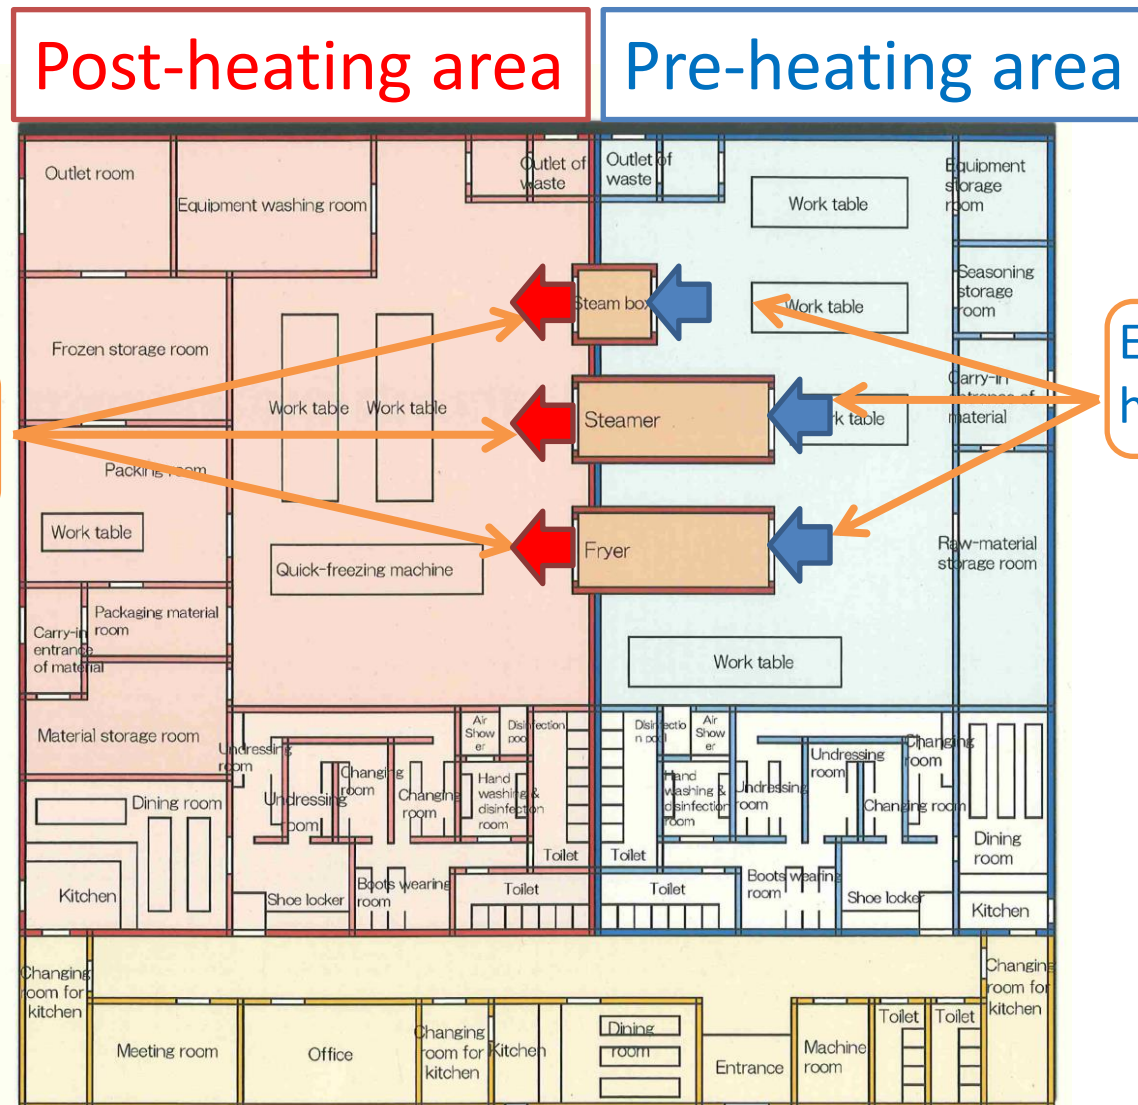 Post-heating area
Pre-heating area
Outlet room
Equipment washing room
Outlet of
waste
Outlet of
waste
Work table
Equipment
storage
room
Steam box
Work table
Seasoning
storage
room
Frozen storage room
Work table
Work table
Steamer
Carry-in
entrance of
material
Packing room
Work table
Quick-freezing machine
Fryer
Raw-material
storage room
Carry-in
entrance
of material
Packaging material
room
Work table
Material storage room
Undressing
room
Air
Show
er
Disinfection
pool
Disinfectio
n pool
Air
Show
er
Undressing
room
Changing
room
Dining room
Undressing
room
Changing
room
Changing
room
Hand
washing &
disinfection
room
Hand
washing &
disinfection
room
Undressing
room
Changing room
Dining
room
Toilet
Toilet
Kitchen
Shoe locker
Boots wearing
room
Toilet
Toilet
Boots wearing
room
Shoe locker
Kitchen
Changing
room for
kitchen
Changing
room for
kitchen
Meeting room
Office
Changing
room for
kitchen
Kitchen
Dining
room
Entrance
Machine
room
Toilet
Toilet